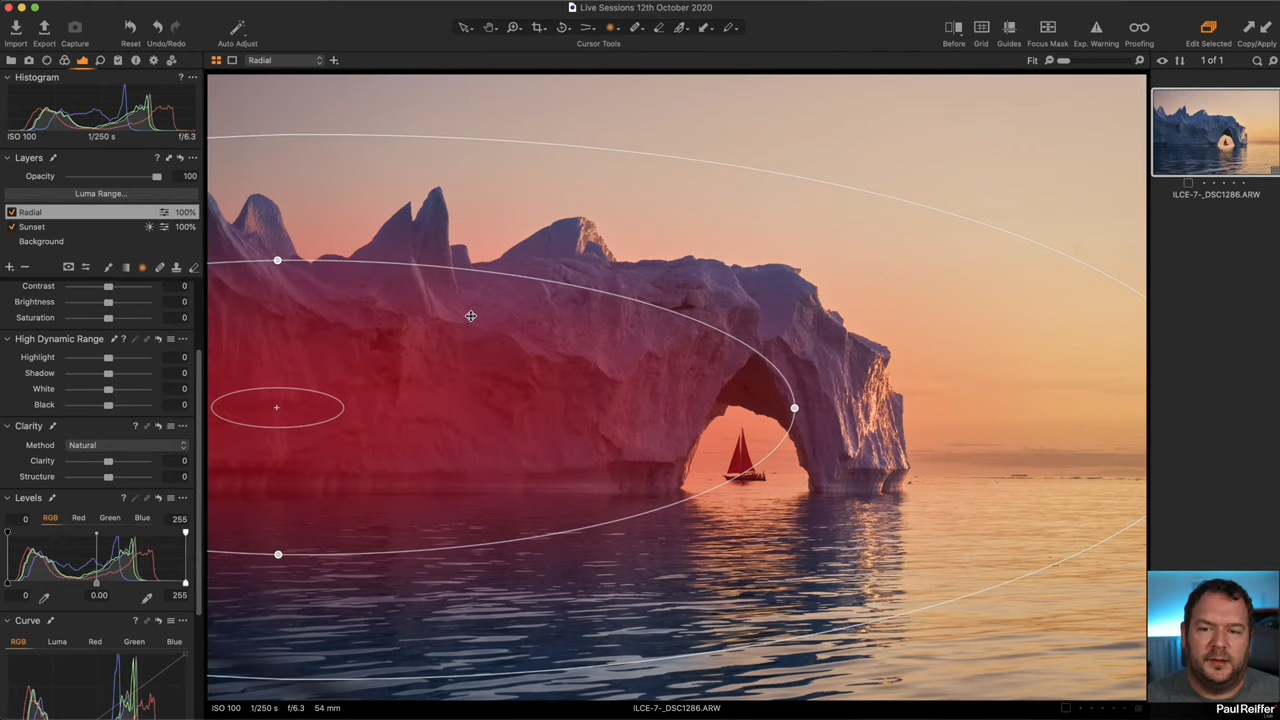 Live Sessions 12th October 2020
Import Export Capture Reset Undo/Redo Auto Adjust Cursor Tools Before Grid Guides Focus Mask Exp. Warning Proofing Edit Selected Copy/Apply
Radial Fit 1 of 1
Histogram ?
ISO 100 1/250 s f/6.3
Layers ?
Opacity 100
Luma Range...
Radial 100%
Sunset 100%
Background
Contrast 0
Brightness 0
Saturation 0
High Dynamic Range ?
Highlight 0
Shadow 0
White 0
Black 0
Clarity ?
Method Natural
Clarity 0
Structure 0
Levels ?
0 RGB Red Green Blue 255
0 0.00 255
Curve ?
RGB Luma Red Green Blue
ILCE-7-_DSC1286.ARW
ISO 100 1/250 s f/6.3 54 mm ILCE-7-_DSC1286.ARW
Paul Reiffer
Live